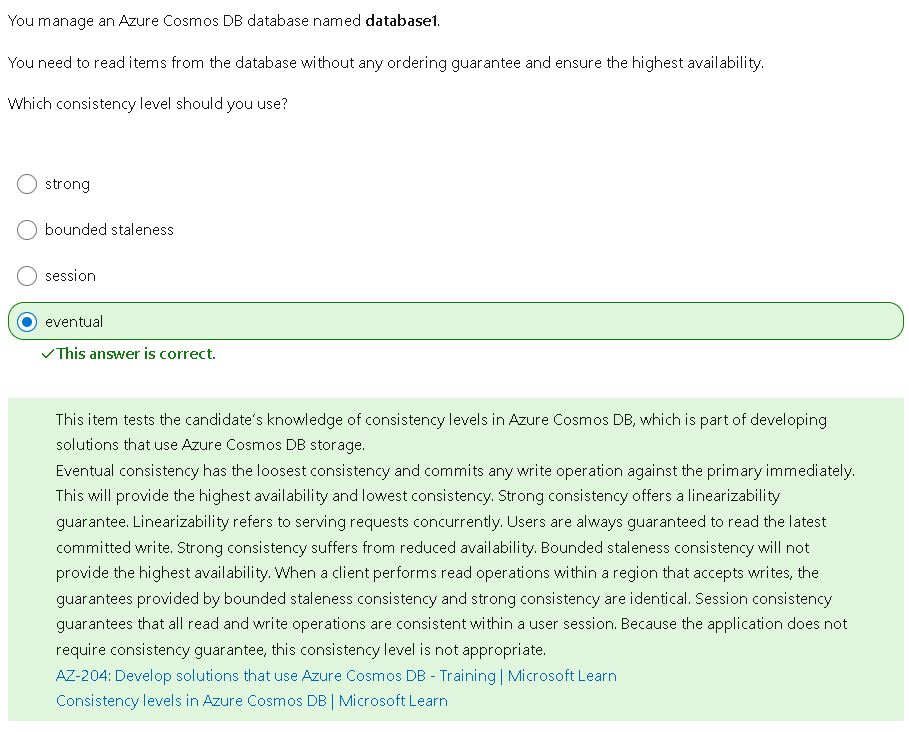 You manage an Azure Cosmos DB database named database1.
You need to read items from the database without any ordering guarantee and ensure the highest availability.
Which consistency level should you use?
strong
bounded staleness
session
eventual
✓This answer is correct.
This item tests the candidate's knowledge of consistency levels in Azure Cosmos DB, which is part of developing
solutions that use Azure Cosmos DB storage.
Eventual consistency has the loosest consistency and commits any write operation against the primary immediately.
This will provide the highest availability and lowest consistency. Strong consistency offers a linearizability
guarantee. Linearizability refers to serving requests concurrently. Users are always guaranteed to read the latest
committed write. Strong consistency suffers from reduced availability. Bounded staleness consistency will not
provide the highest availability. When a client performs read operations within a region that accepts writes, the
guarantees provided by bounded staleness consistency and strong consistency are identical. Session consistency
guarantees that all read and write operations are consistent within a user session. Because the application does not
require consistency guarantee, this consistency level is not appropriate.
AZ-204: Develop solutions that use Azure Cosmos DB - Training | Microsoft Learn
Consistency levels in Azure Cosmos DB | Microsoft Learn